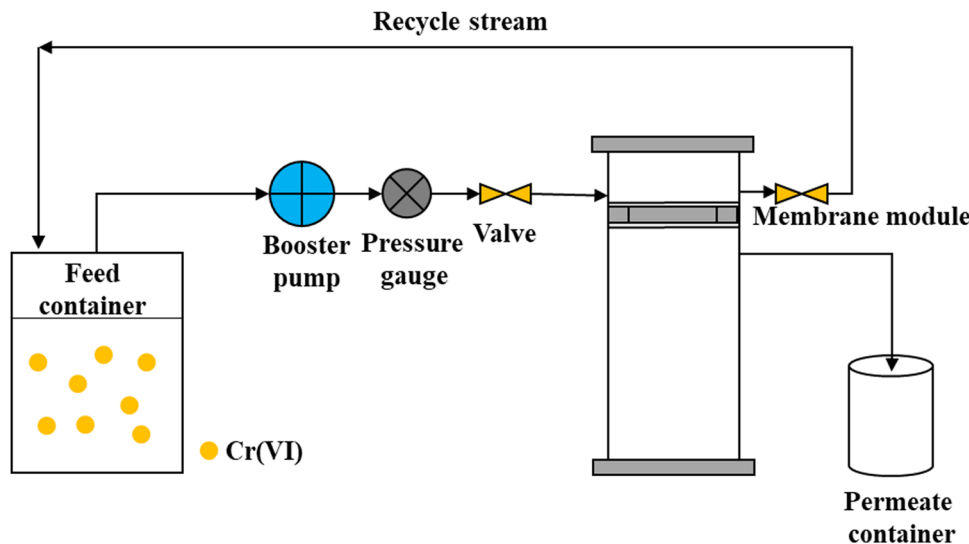 Recycle stream
Booster
pump
Pressure
gauge
Valve
Membrane module
Feed
container
Cr(VI)
Permeate
container